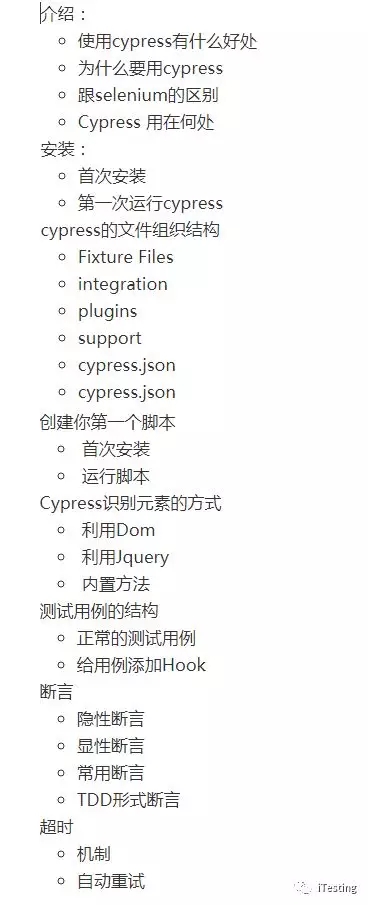 介绍：
使用cypress有什么好处
为什么要用cypress
跟selenium的区别
Cypress 用在何处
安装：
首次安装
第一次运行cypress
cypress的文件组织结构
Fixture Files
integration
plugins
support
cypress.json
cypress.json
创建你第一个脚本
首次安装
运行脚本
Cypress识别元素的方式
利用Dom
利用Jquery
内置方法
测试用例的结构
正常的测试用例
给用例添加Hook
断言
隐性断言
显性断言
常用断言
TDD形式断言
超时
机制
自动重试
iTesting